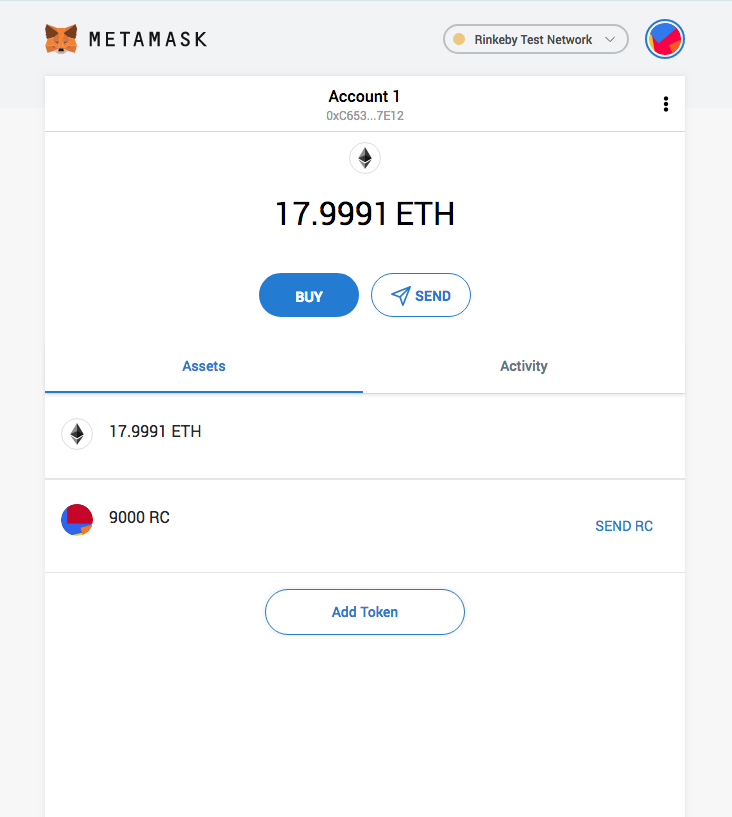 METAMASK
Rinkeby Test Network
Account 1
0xC653...7E12
17.9991 ETH
BUY
SEND
Assets
Activity
17.9991 ETH
9000 RC
SEND RC
Add Token